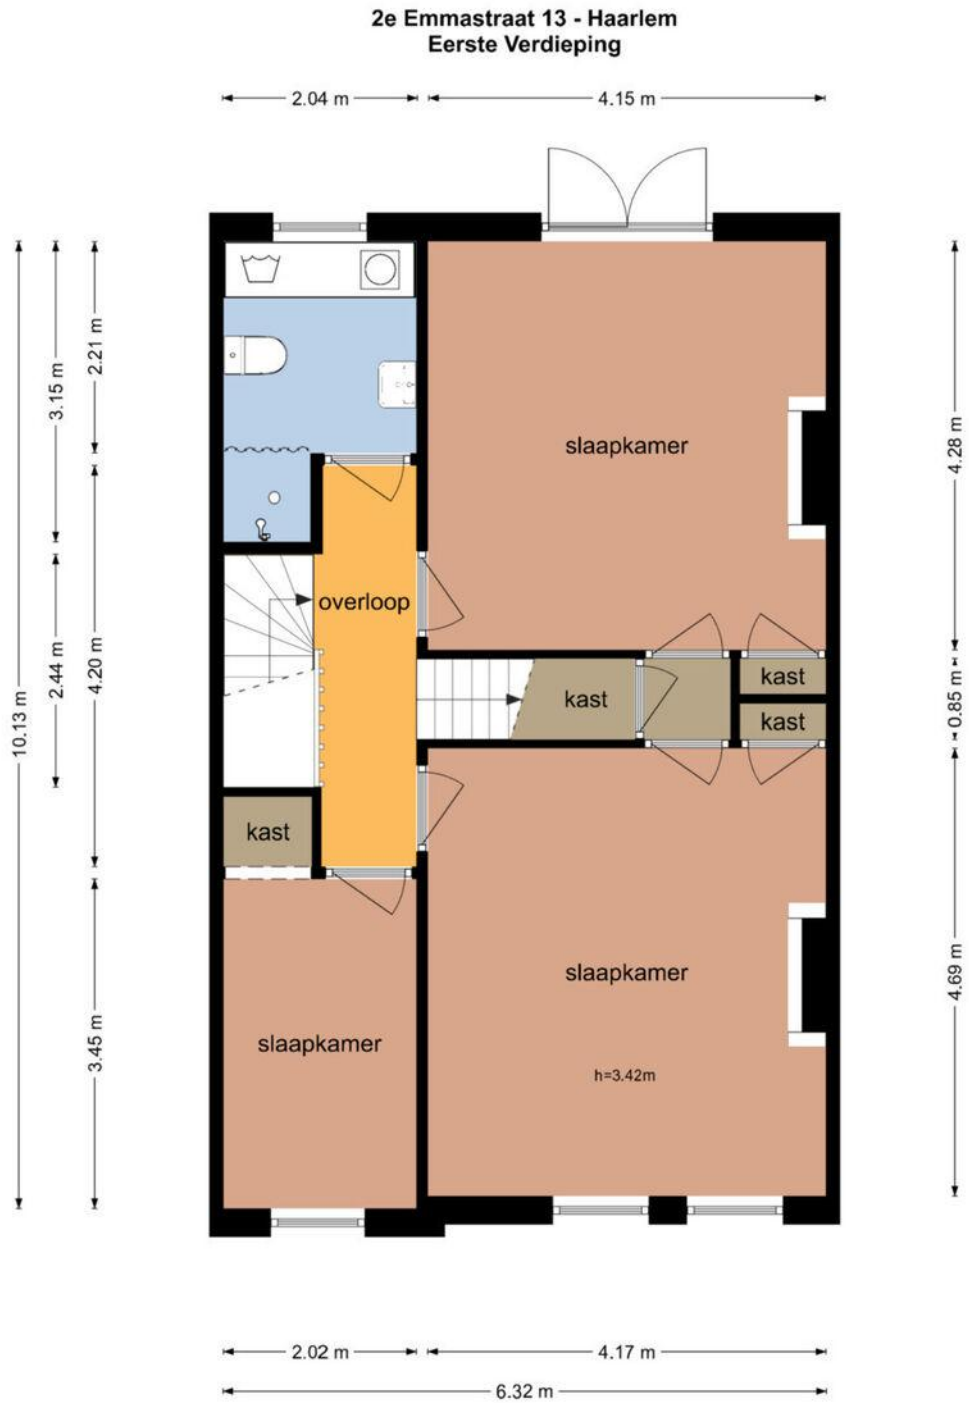 2e Emmastraat 13 - Haarlem
Eerste Verdieping
2.04 m
4.15 m
2.21 m
3.15 m
4.28 m
slaapkamer
overloop
2.44 m
4.20 m
10.13 m
kast
kast
kast
0.85 m
kast
slaapkamer
4.69 m
3.45 m
slaapkamer
h=3.42m
2.02 m
4.17 m
6.32 m